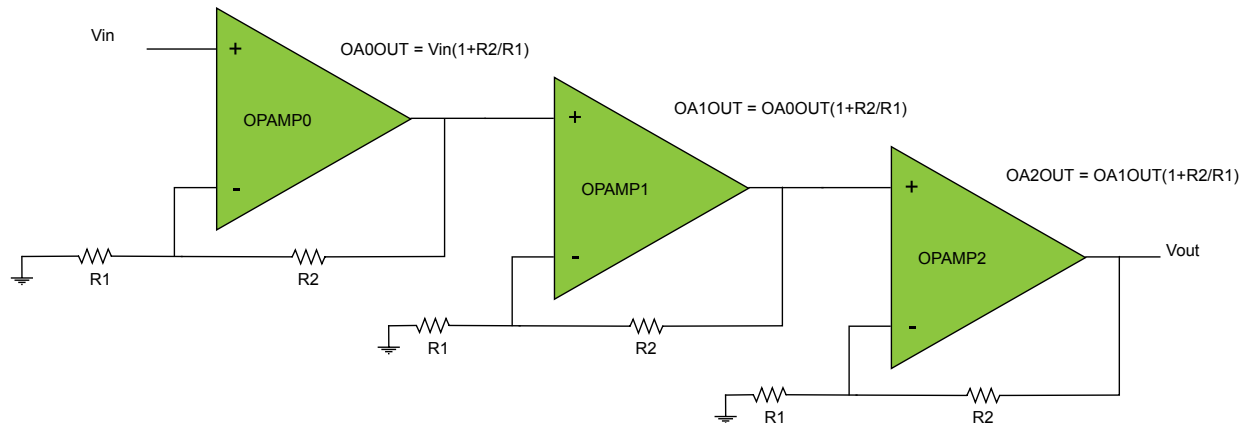 Vin
+
OA0OUT = Vin(1+R2/R1)
OPAMP0
-
R1
R2
+
OA1OUT = OA0OUT(1+R2/R1)
OPAMP1
-
R1
R2
+
OA2OUT = OA1OUT(1+R2/R1)
OPAMP2
Vout
-
R1
R2